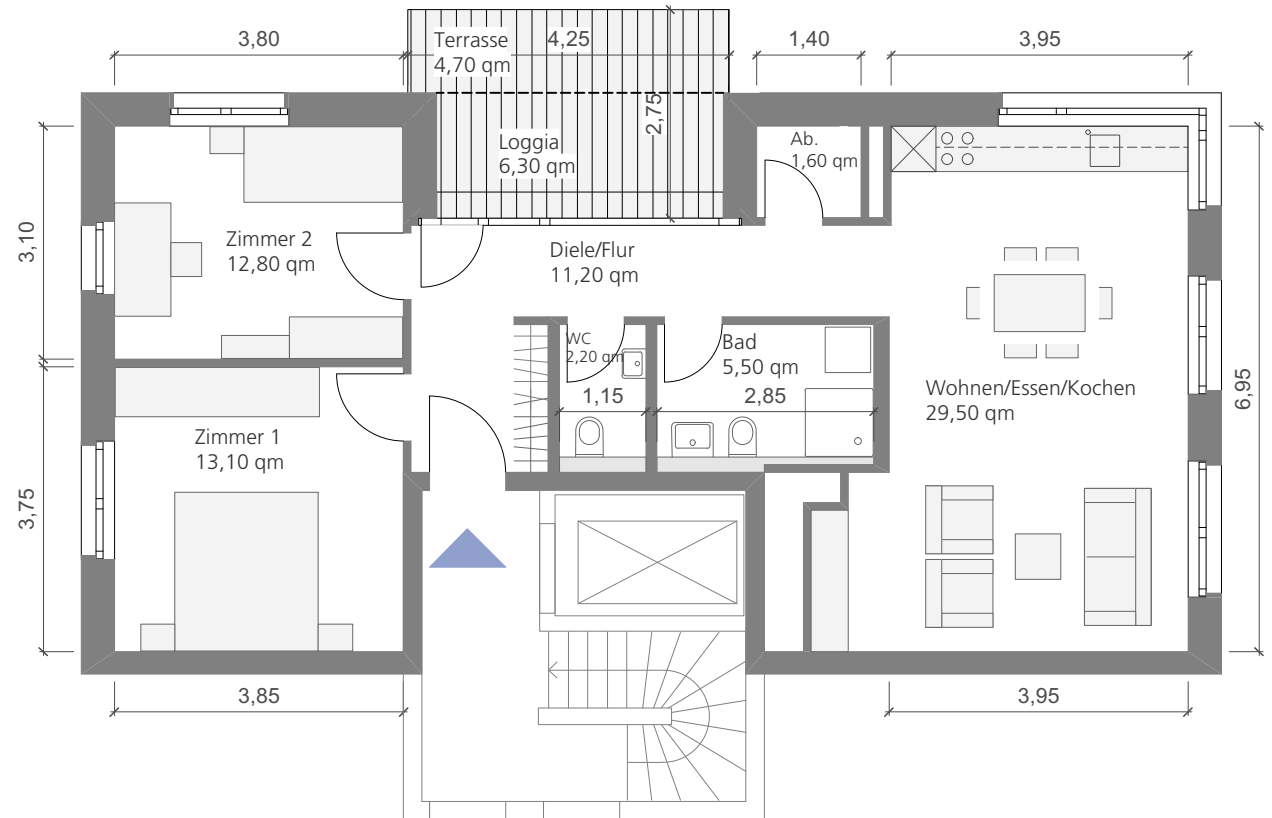 3,80
Terrasse
4,70 qm
4,25
1,40
3,95
2,75
Loggia
6,30 qm
Ab.
1,60 qm
3,10
Zimmer 2
12,80 qm
Diele/Flur
11,20 qm
WC
2,20 qm
Bad
5,50 qm
1,15
2,85
Wohnen/Essen/Kochen
29,50 qm
6,95
Zimmer 1
13,10 qm
3,75
3,85
3,95